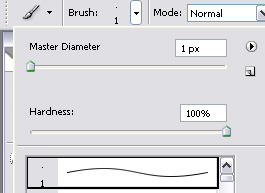 Brush: 1 Mode: Normal
Master Diameter 1 px
Hardness: 100%
1